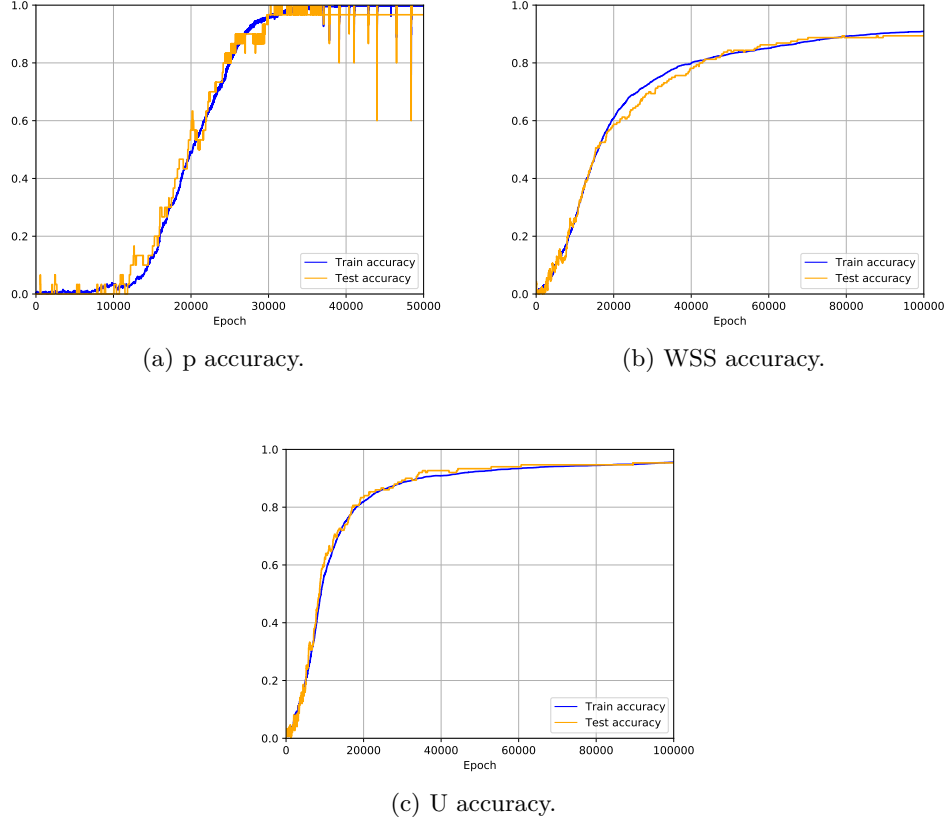 1.0
0.8
0.6
0.4
0.2
0.0
0 10000 20000 30000 40000 50000
Epoch
Train accuracy
Test accuracy
(a) p accuracy.
1.0
0.8
0.6
0.4
0.2
0.0
0 20000 40000 60000 80000 100000
Epoch
Train accuracy
Test accuracy
(b) WSS accuracy.
1.0
0.8
0.6
0.4
0.2
0.0
0 20000 40000 60000 80000 100000
Epoch
Train accuracy
Test accuracy
(c) U accuracy.